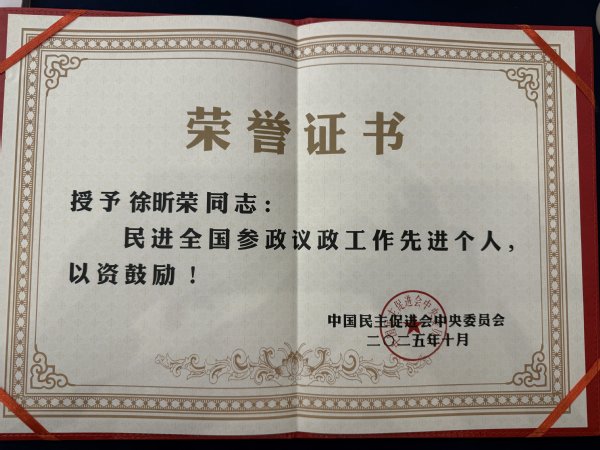 荣誉证书
授予徐昕荣同志：
民进全国参政议政工作先进个人，
以资鼓励！
中国民主促进会中央委员会
二〇二五年十月